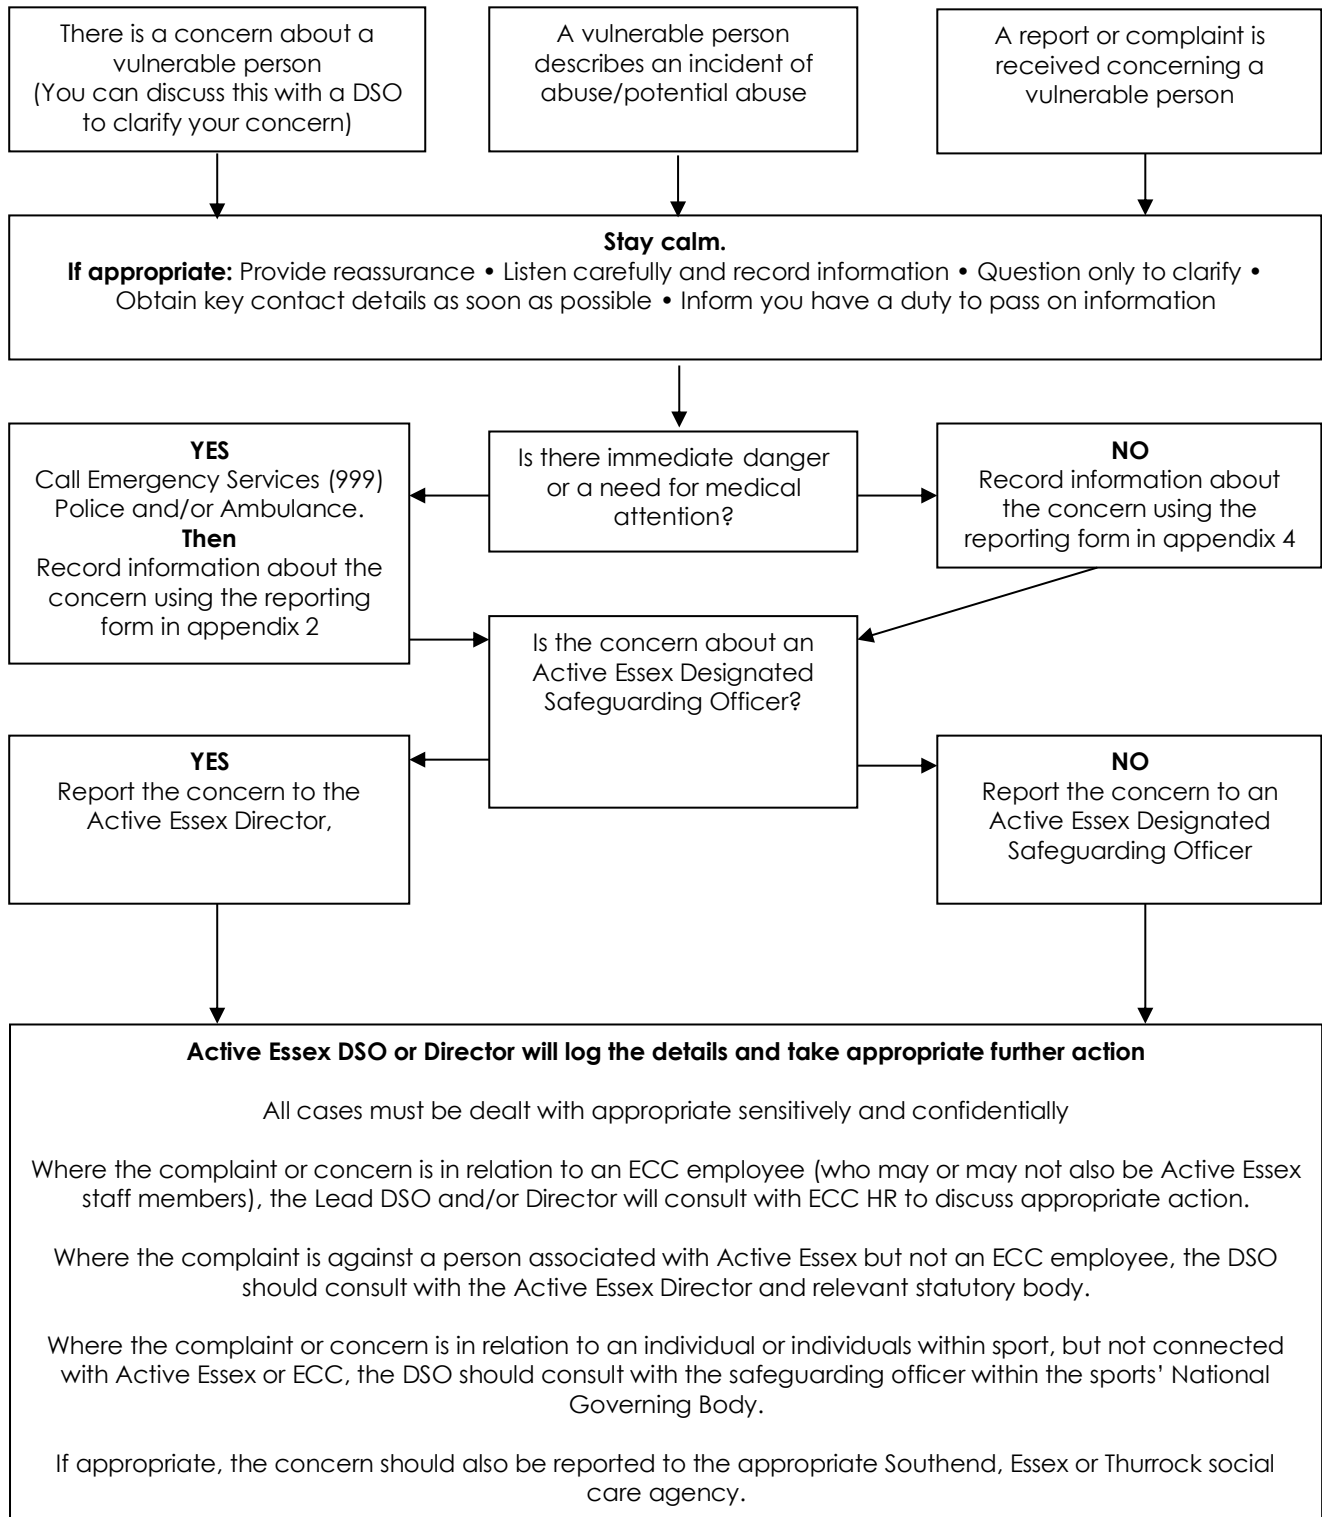 There is a concern about a
vulnerable person
(You can discuss this with a DSO
to clarify your concern)
A vulnerable person
describes an incident of
abuse/potential abuse
A report or complaint is
received concerning a
vulnerable person
Stay calm.
If appropriate: Provide reassurance • Listen carefully and record information • Question only to clarify •
Obtain key contact details as soon as possible • Inform you have a duty to pass on information
YES
Call Emergency Services (999)
Police and/or Ambulance.
Then
Record information about the
concern using the reporting
form in appendix 2
Is there immediate danger
or a need for medical
attention?
NO
Record information about
the concern using the
reporting form in appendix 4
Is the concern about an
Active Essex Designated
Safeguarding Officer?
YES
Report the concern to the
Active Essex Director,
NO
Report the concern to an
Active Essex Designated
Safeguarding Officer
Active Essex DSO or Director will log the details and take appropriate further action
All cases must be dealt with appropriate sensitively and confidentially
Where the complaint or concern is in relation to an ECC employee (who may or may not also be Active Essex
staff members), the Lead DSO and/or Director will consult with ECC HR to discuss appropriate action.
Where the complaint is against a person associated with Active Essex but not an ECC employee, the DSO
should consult with the Active Essex Director and relevant statutory body.
Where the complaint or concern is in relation to an individual or individuals within sport, but not connected
with Active Essex or ECC, the DSO should consult with the safeguarding officer within the sports’ National
Governing Body.
If appropriate, the concern should also be reported to the appropriate Southend, Essex or Thurrock social
care agency.